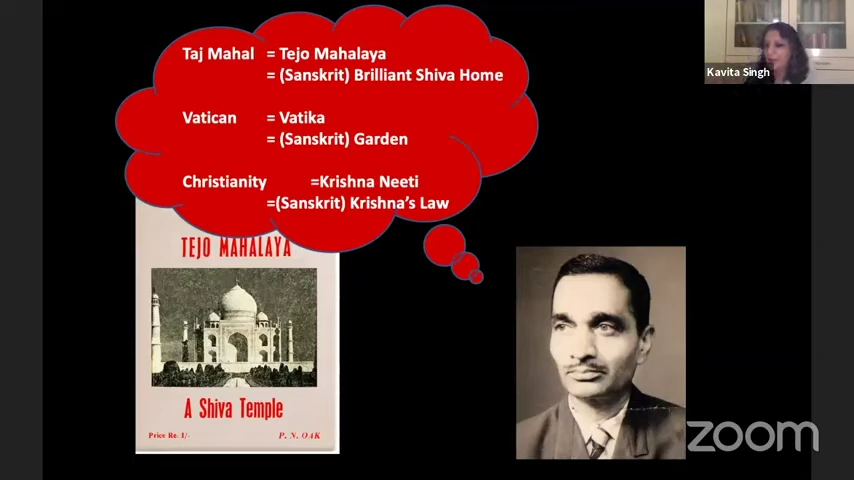 Taj Mahal = Tejo Mahalaya
= (Sanskrit) Brilliant Shiva Home
Vatican = Vatika
= (Sanskrit) Garden
Christianity =Krishna Neeti
=(Sanskrit) Krishna's Law
TEJO MAHALAYA
A Shiva Temple
Price Re. 1/- P. N. OAK
Kavita Singh
zoom